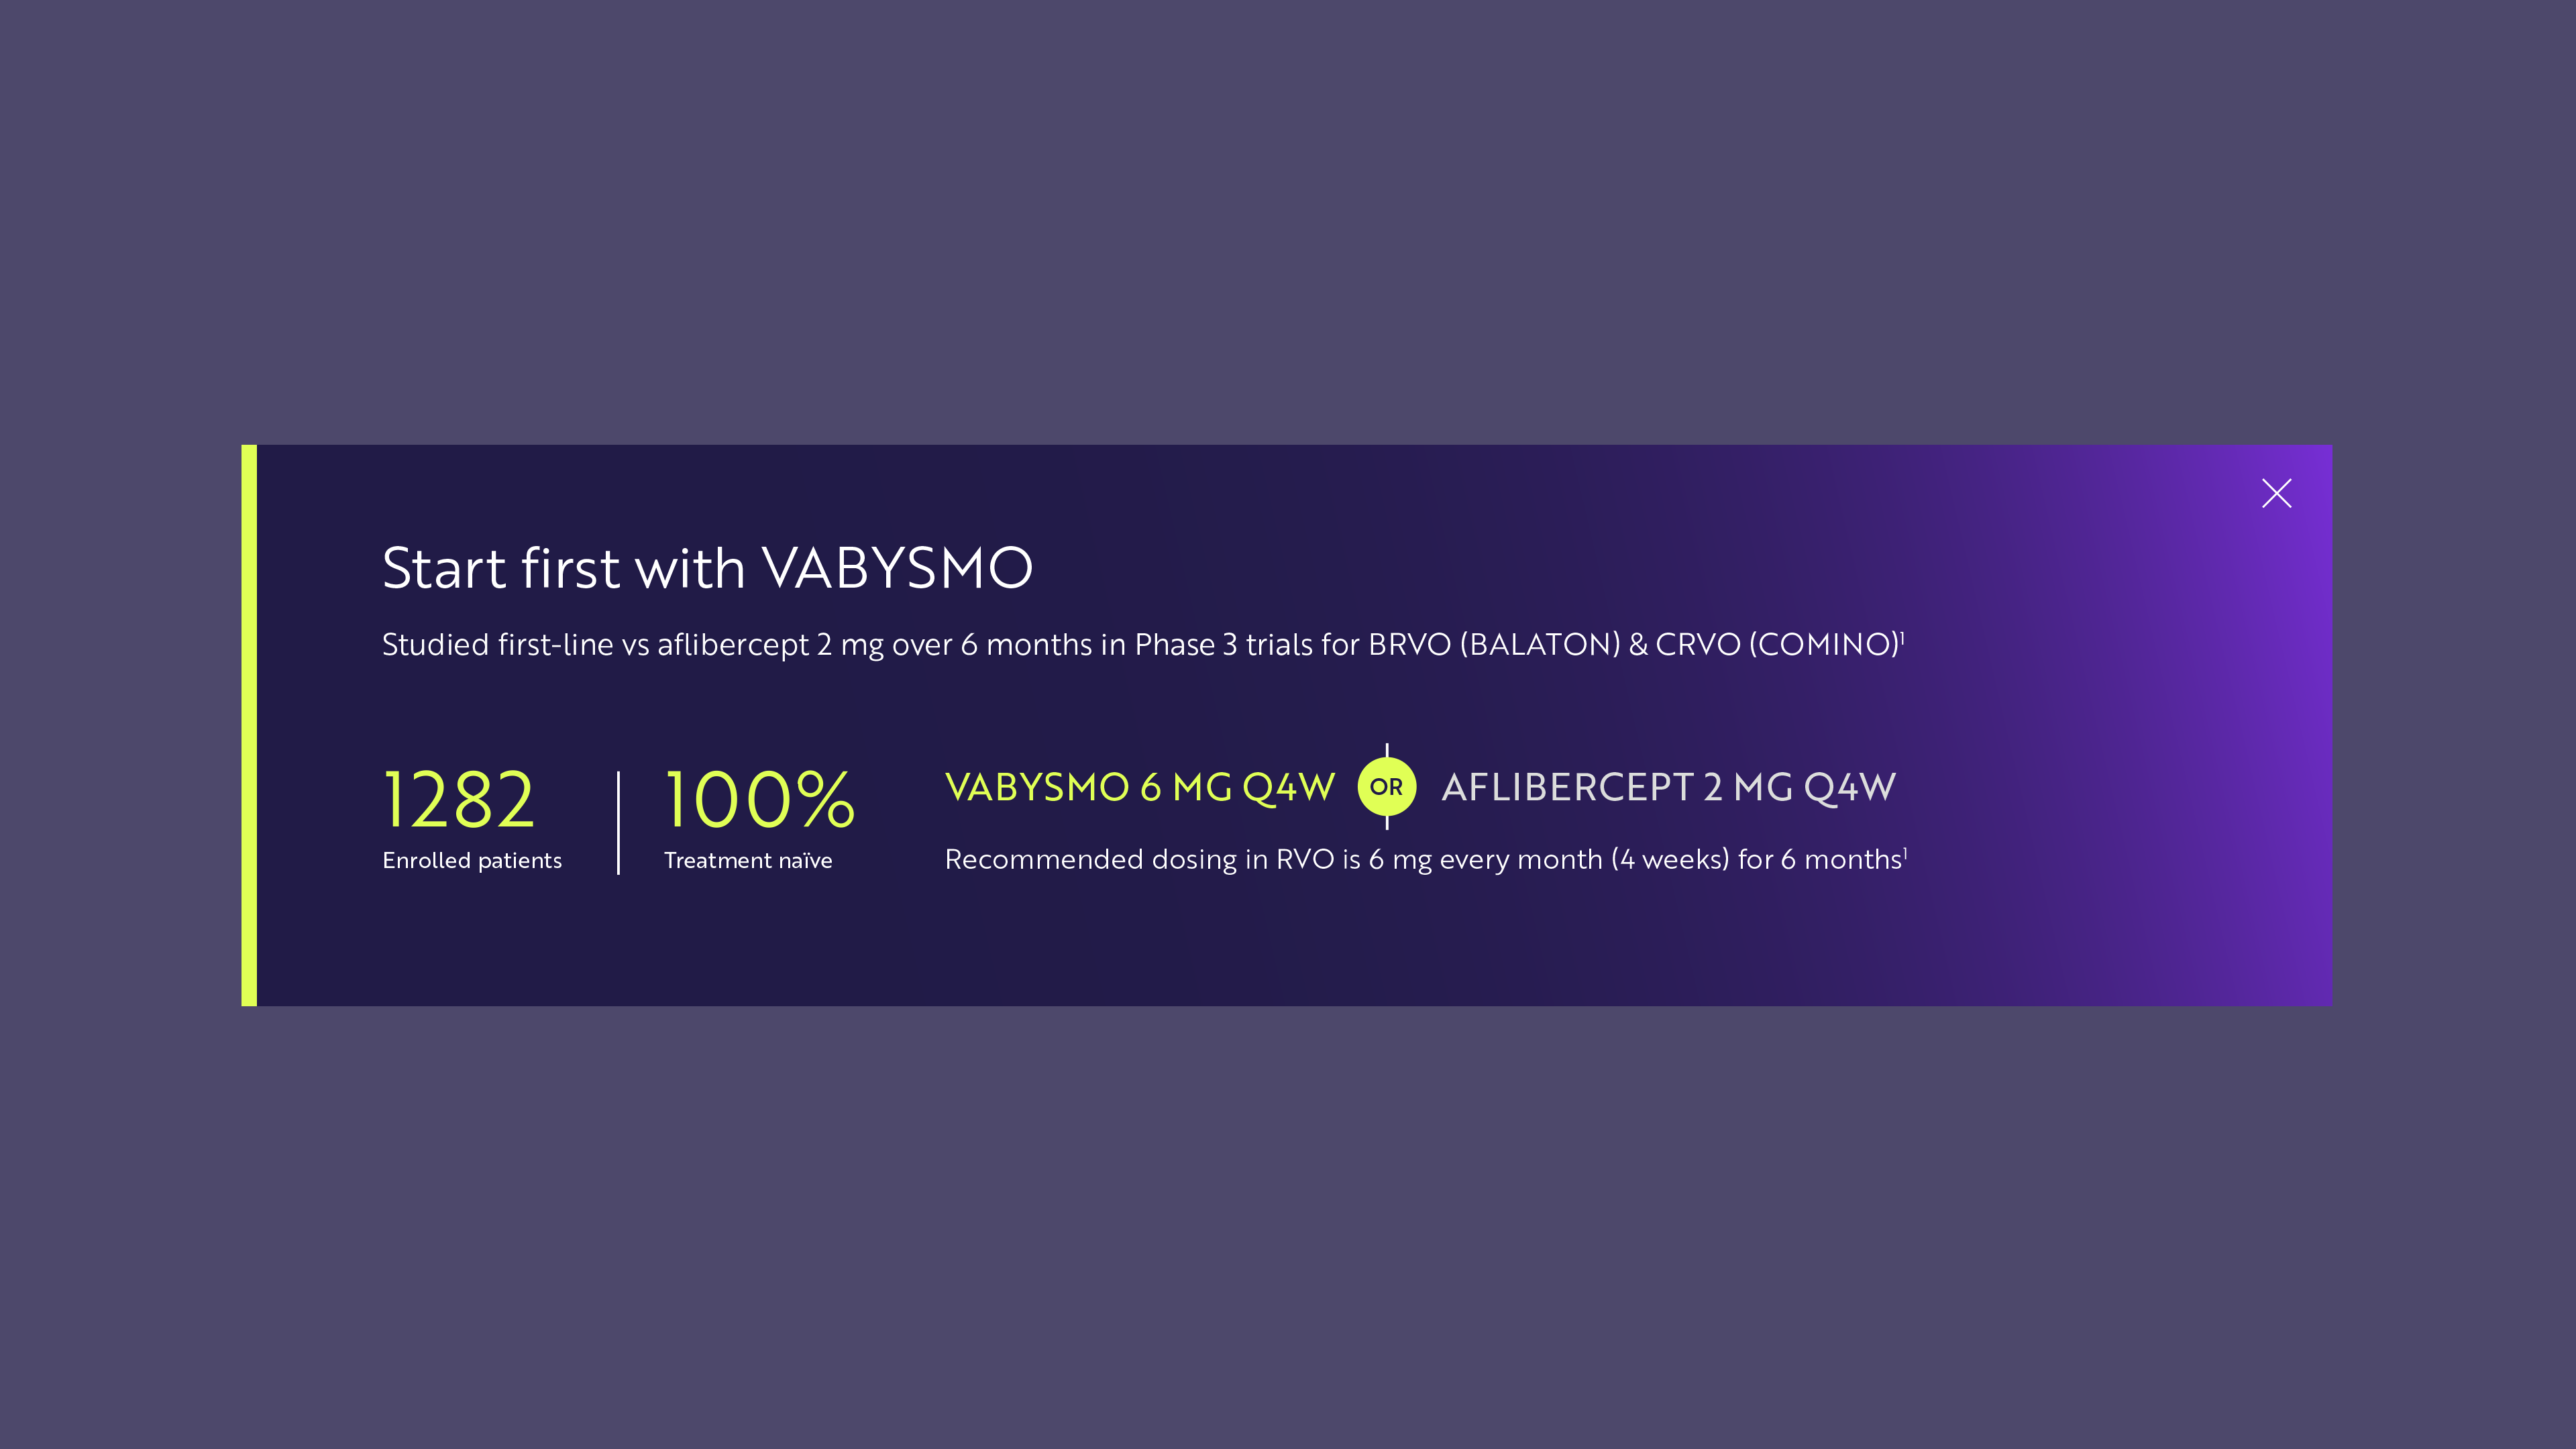 Start first with VABYSMO
Studied first-line vs aflibercept 2 mg over 6 months in Phase 3 trials for BRVO (BALATON) & CRVO (COMINO)¹
1282
Enrolled patients
100%
Treatment naïve
VABYSMO 6 MG Q4W OR AFLIBERCEPT 2 MG Q4W
Recommended dosing in RVO is 6 mg every month (4 weeks) for 6 months¹